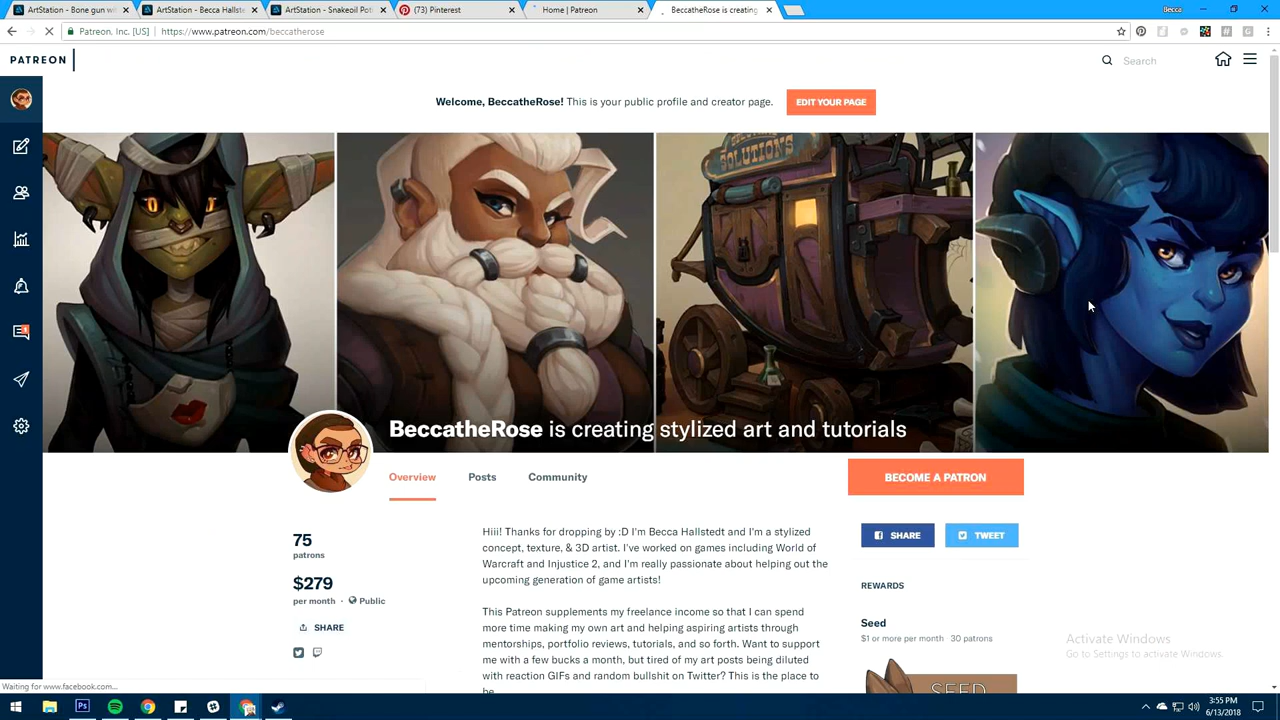 ArtStation - Bone gun wi
ArtStation - Becca Hallste
ArtStation - Snakeoil Poti
(73) Pinterest
Home | Patreon
BeccatheRose is creating
Becca
Patreon, Inc. [US]
https://www.patreon.com/beccatherose
PATREON
Search
Welcome, BeccatheRose! This is your public profile and creator page.
EDIT YOUR PAGE
SOLUTIONS
BeccatheRose is creating stylized art and tutorials
Overview
Posts
Community
BECOME A PATRON
75
patrons
$279
per month · Public
SHARE
Hiii! Thanks for dropping by :D I'm Becca Hallstedt and I'm a stylized
concept, texture, & 3D artist. I've worked on games including World of
Warcraft and Injustice 2, and I'm really passionate about helping out the
upcoming generation of game artists!
This Patreon supplements my freelance income so that I can spend
more time making my own art and helping aspiring artists through
mentorships, portfolio reviews, tutorials, and so forth. Want to support
me with a few bucks a month, but tired of my art posts being diluted
with reaction GIFs and random bullshit on Twitter? This is the place to
be
SHARE
TWEET
REWARDS
Seed
$1 or more per month · 30 patrons
SEED
Activate Windows
Go to Settings to activate Windows.
Waiting for www.facebook.com...
3:55 PM
6/13/2018